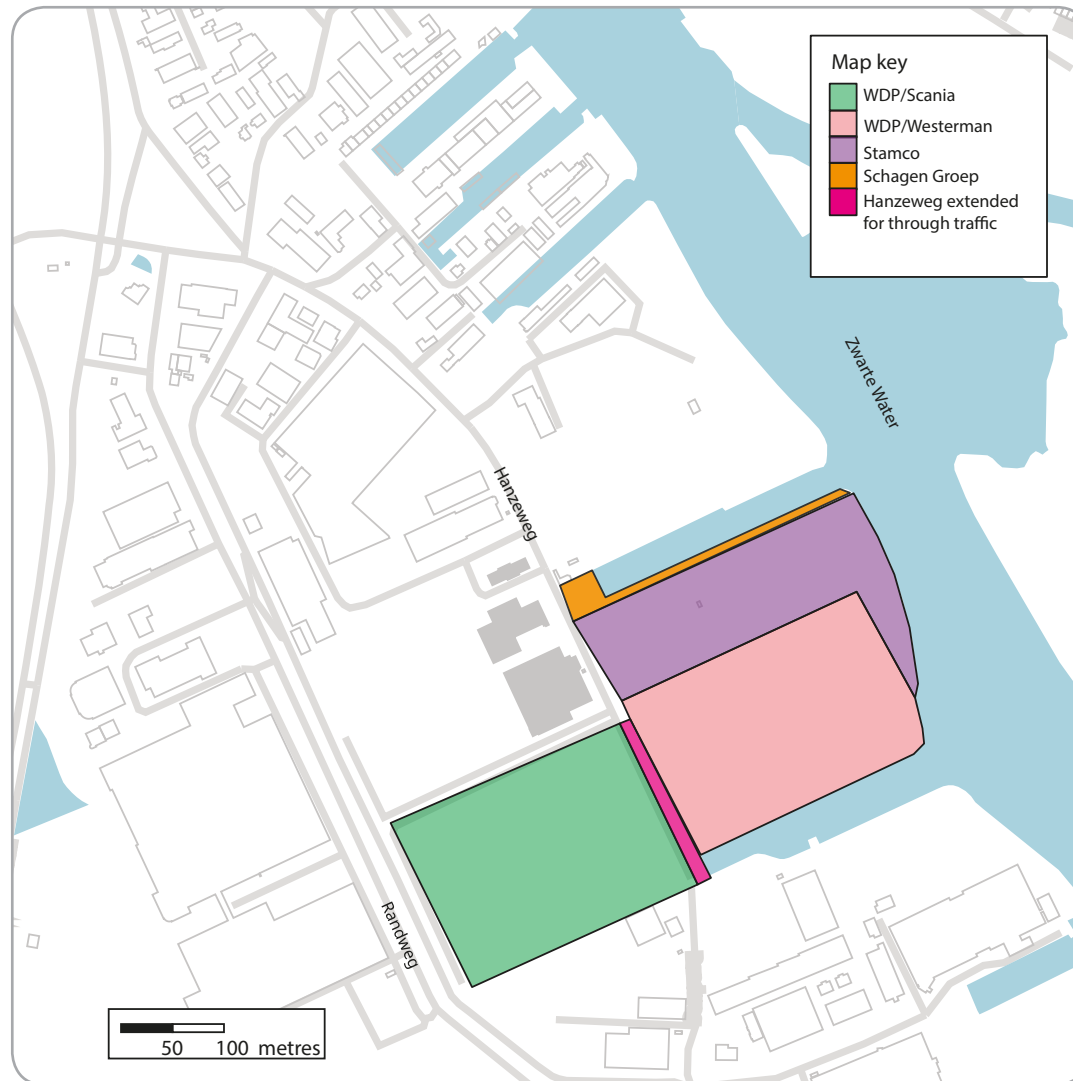 Map key
WDP/Scania
WDP/Westerman
Stamco
Schagen Groep
Hanzeweg extended
for through traffic
Zwarte Water
Hanzeweg
Randweg
50 100 metres